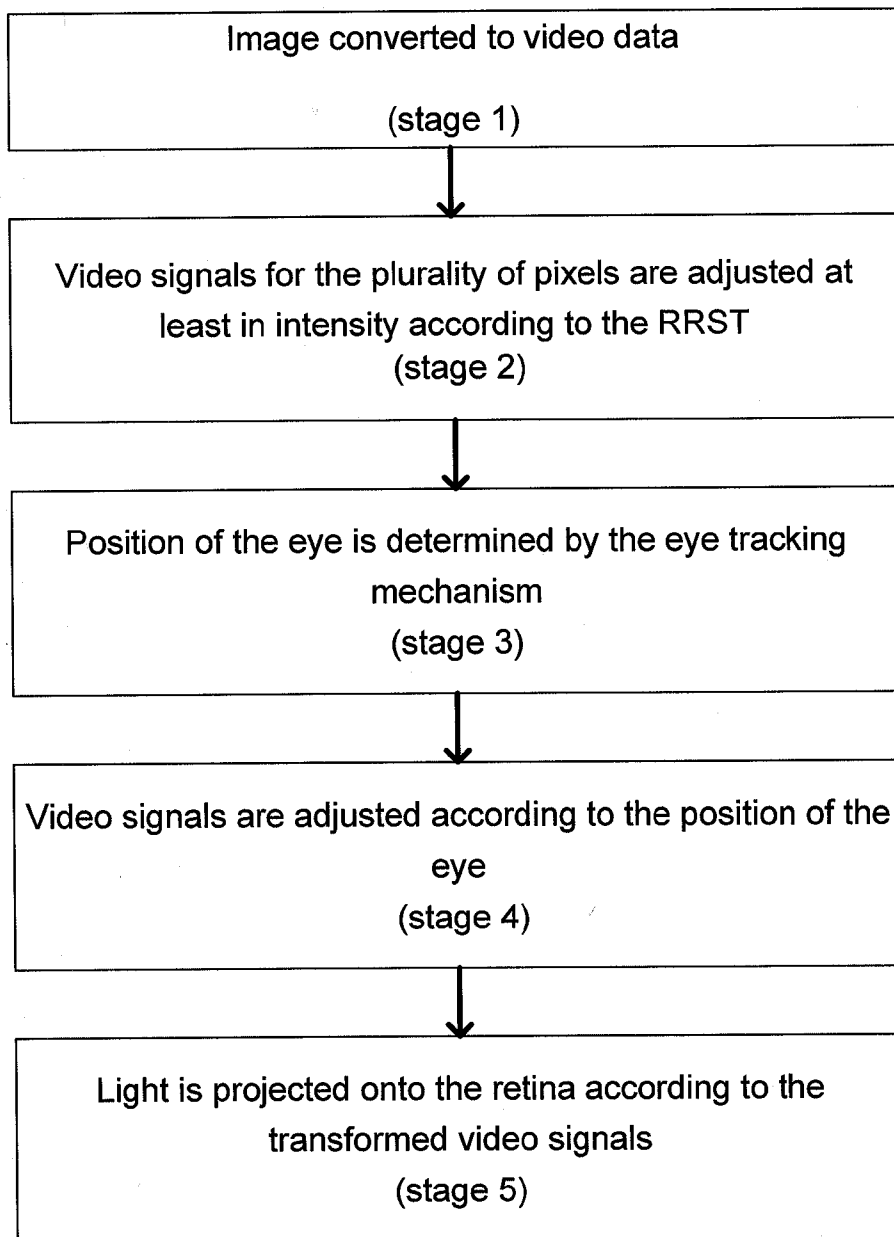 Image converted to video data
(stage 1)
Video signals for the plurality of pixels are adjusted at
least in intensity according to the RRST
(stage 2)
Position of the eye is determined by the eye tracking
mechanism
(stage 3)
Video signals are adjusted according to the position of the
eye
(stage 4)
Light is projected onto the retina according to the
transformed video signals
(stage 5)